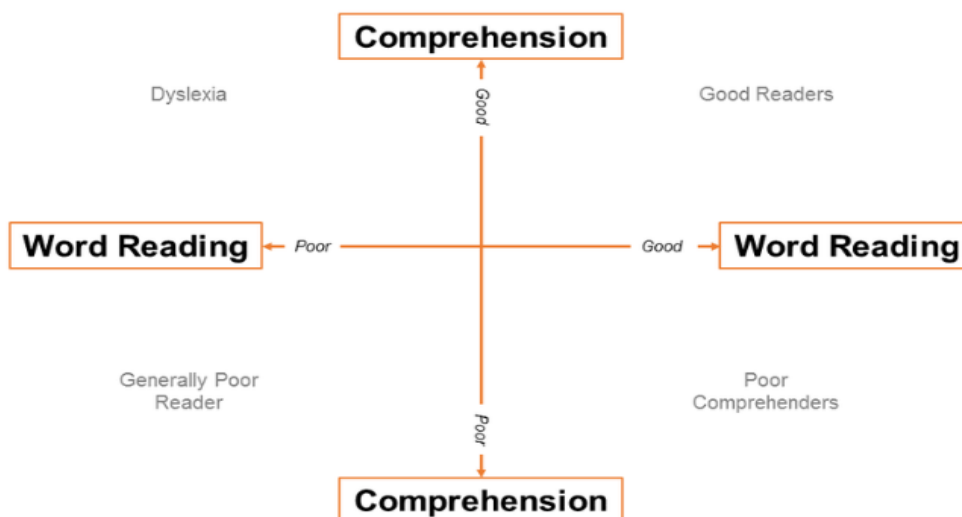 Comprehension
Dyslexia
Good
Good Readers
Word Reading
Poor
Good
Word Reading
Generally Poor
Reader
Poor
Poor
Comprehenders
Comprehension